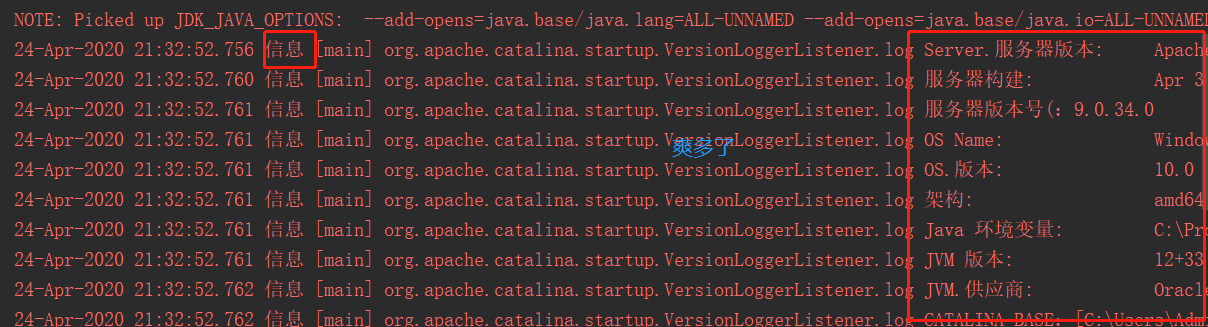 NOTE: Picked up JDK_JAVA_OPTIONS:  --add-opens=java.base/java.lang=ALL-UNNAMED --add-opens=java.base/java.io=ALL-UNNAMED
24-Apr-2020 21:32:52.756 信息 [main] org.apache.catalina.startup.VersionLoggerListener.log Server.服务器版本: Apache
24-Apr-2020 21:32:52.760 信息 [main] org.apache.catalina.startup.VersionLoggerListener.log 服务器构建: Apr 3
24-Apr-2020 21:32:52.761 信息 [main] org.apache.catalina.startup.VersionLoggerListener.log 服务器版本号(: 9.0.34.0
24-Apr-2020 21:32:52.761 信息 [main] org.apache.catalina.startup.VersionLoggerListener.log OS Name: Windo
爽多了
24-Apr-2020 21:32:52.761 信息 [main] org.apache.catalina.startup.VersionLoggerListener.log OS.版本: 10.0
24-Apr-2020 21:32:52.761 信息 [main] org.apache.catalina.startup.VersionLoggerListener.log 架构: amd64
24-Apr-2020 21:32:52.761 信息 [main] org.apache.catalina.startup.VersionLoggerListener.log Java 环境变量: C:\Pro
24-Apr-2020 21:32:52.761 信息 [main] org.apache.catalina.startup.VersionLoggerListener.log JVM 版本: 12+33
24-Apr-2020 21:32:52.762 信息 [main] org.apache.catalina.startup.VersionLoggerListener.log JVM.供应商: Oracle
24-Apr-2020 21:32:52.762 信息 [main] org.apache.catalina.startup.VersionLoggerListener.log CATALINA_BASE: [C:\Users\Adm